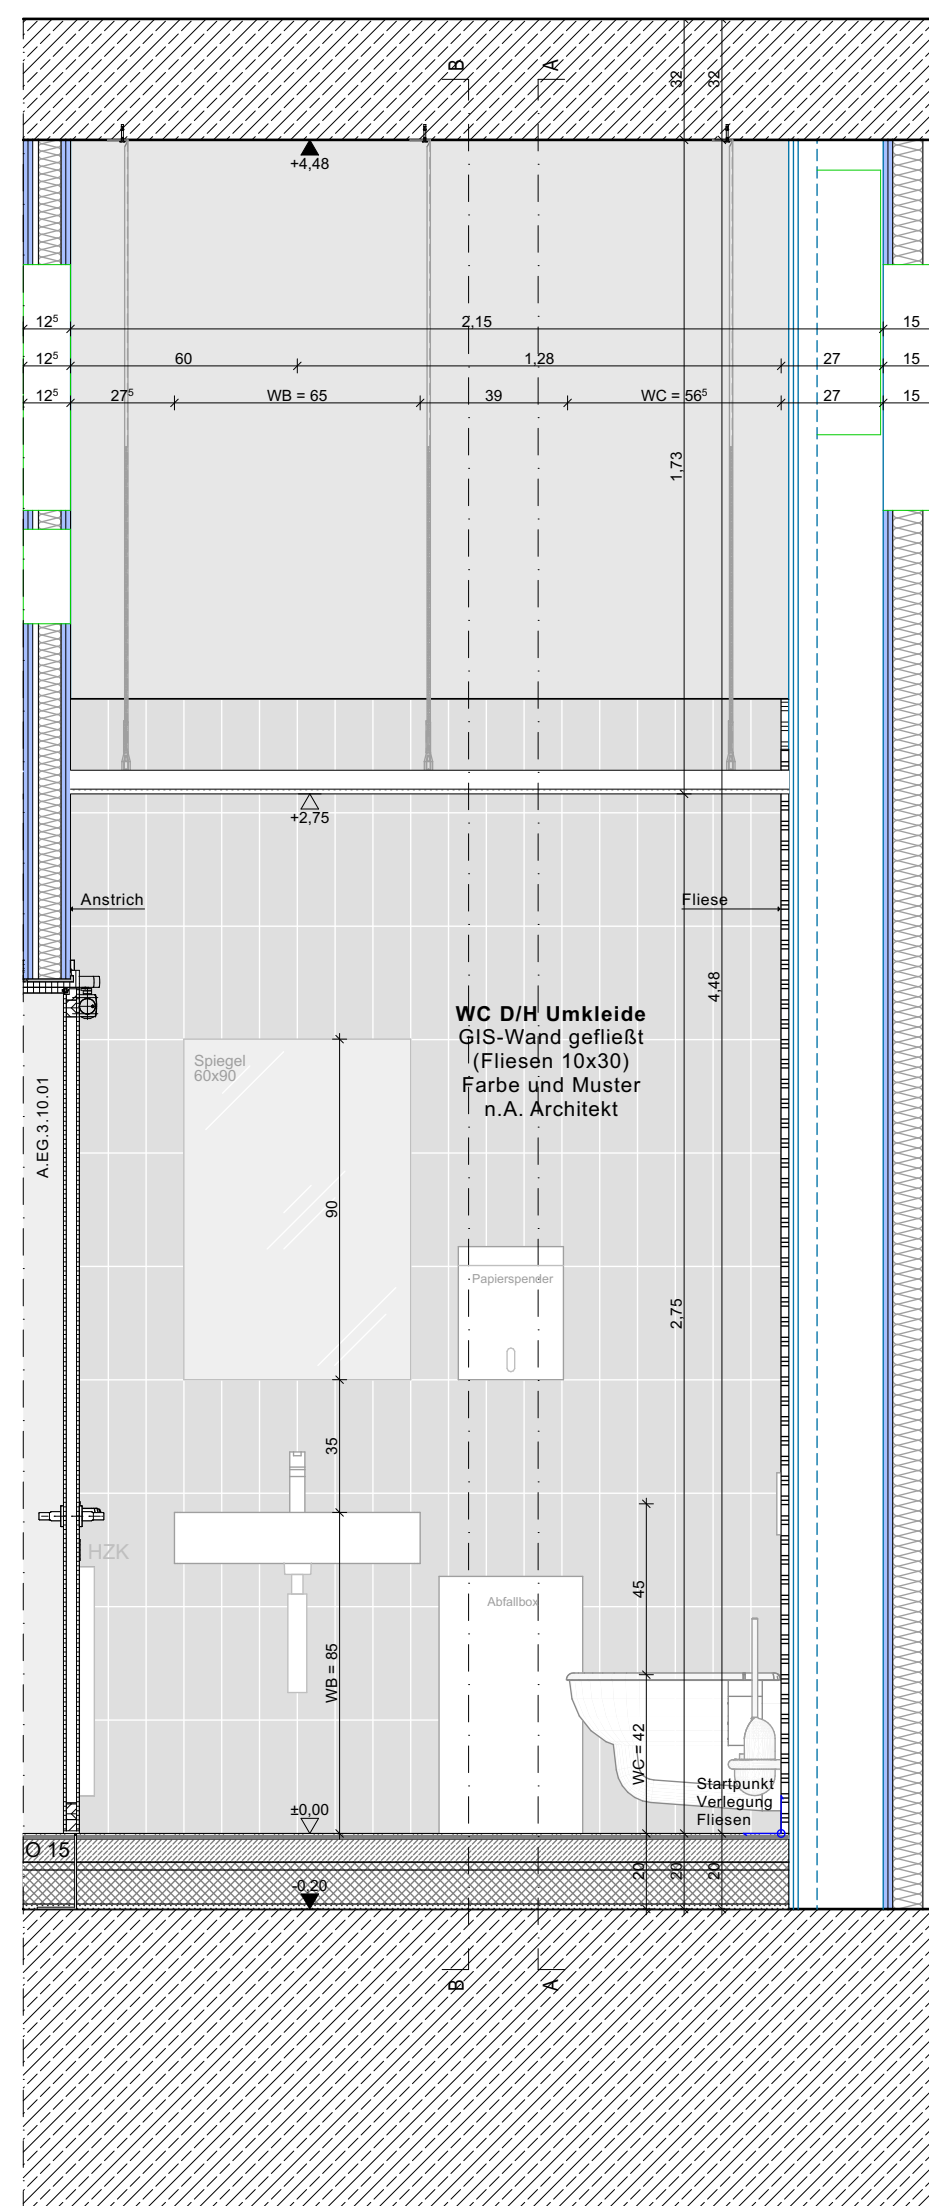 B
A
32
32
+4,48
12⁵
2,15
15
12⁵
60
1,28
27
15
12⁵
27⁵
WB = 65
39
WC = 56⁵
27
15
1,73
+2,75
Anstrich
Fliese
4,48
WC D/H Umkleide
GIS-Wand gefließt
(Fliesen 10x30)
Farbe und Muster
n.A. Architekt
Spiegel
60x90
A.EG.3.10.01
90
Papierspender
2,75
35
HZK
45
Abfallbox
WB = 85
WC = 42
Startpunkt
Verlegung
Fliesen
±0,00
O 15
20
20
20
-0,20
B
A